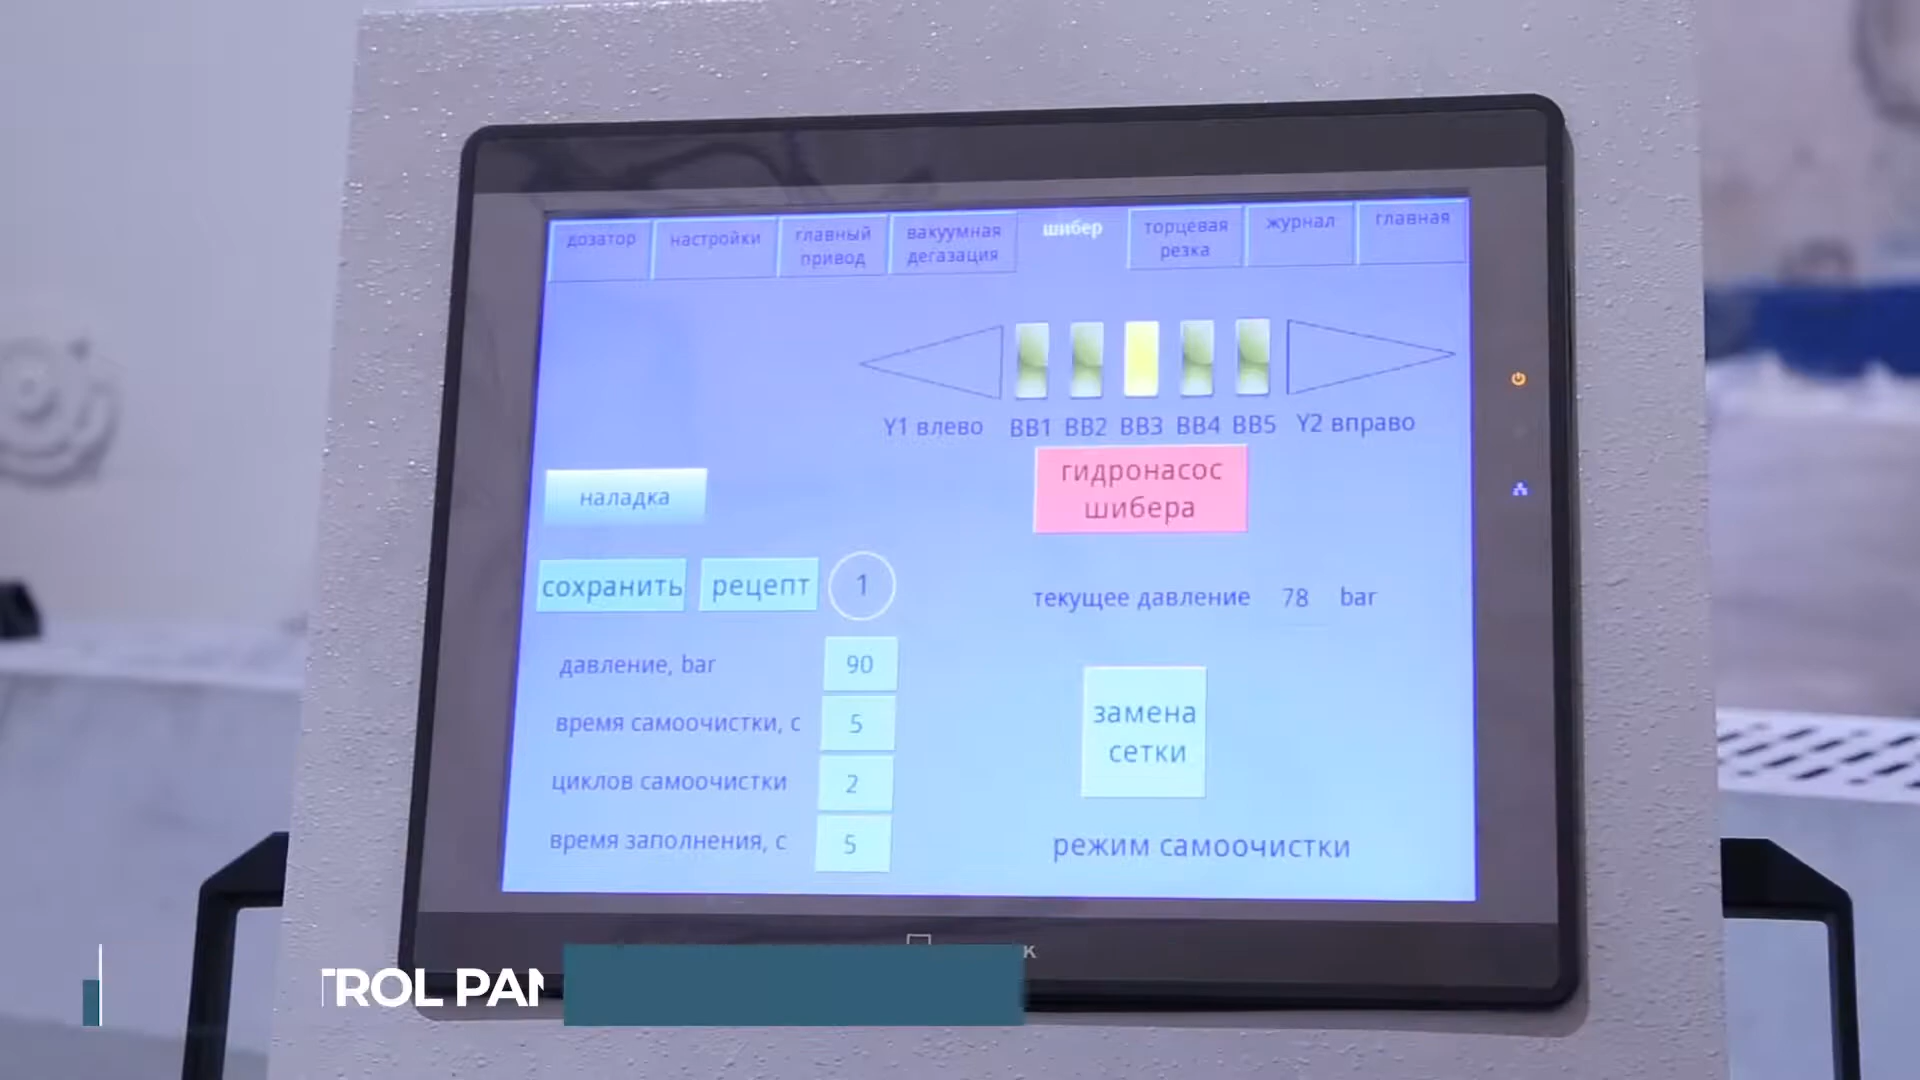 дозатор
настройки
главный
привод
вакуумная
дегазация
шибер
торцевая
резка
журнал
главная
Y1 влево
BB1 BB2 BB3 BB4 BB5
Y2 вправо
гидронасос
шибера
наладка
сохранить
рецепт
1
текущее давление 78 bar
давление, bar 90
время самоочистки, с 5
циклов самоочистки 2
время заполнения, с 5
замена
сетки
режим самоочистки
K
TROL PAN